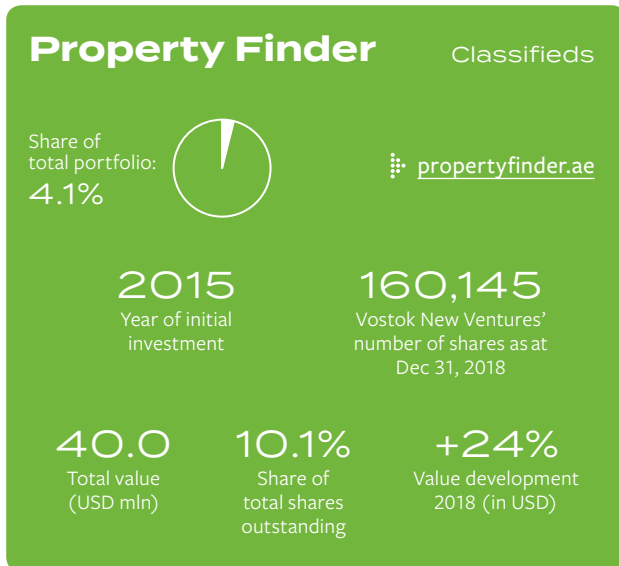 Property Finder
Classifieds
Share of
total portfolio:
4.1%
propertyfinder.ae
2015
Year of initial
investment
160,145
Vostok New Ventures’
number of shares as at
Dec 31, 2018
40.0
Total value
(USD mln)
10.1%
Share of
total shares
outstanding
+24%
Value development
2018 (in USD)